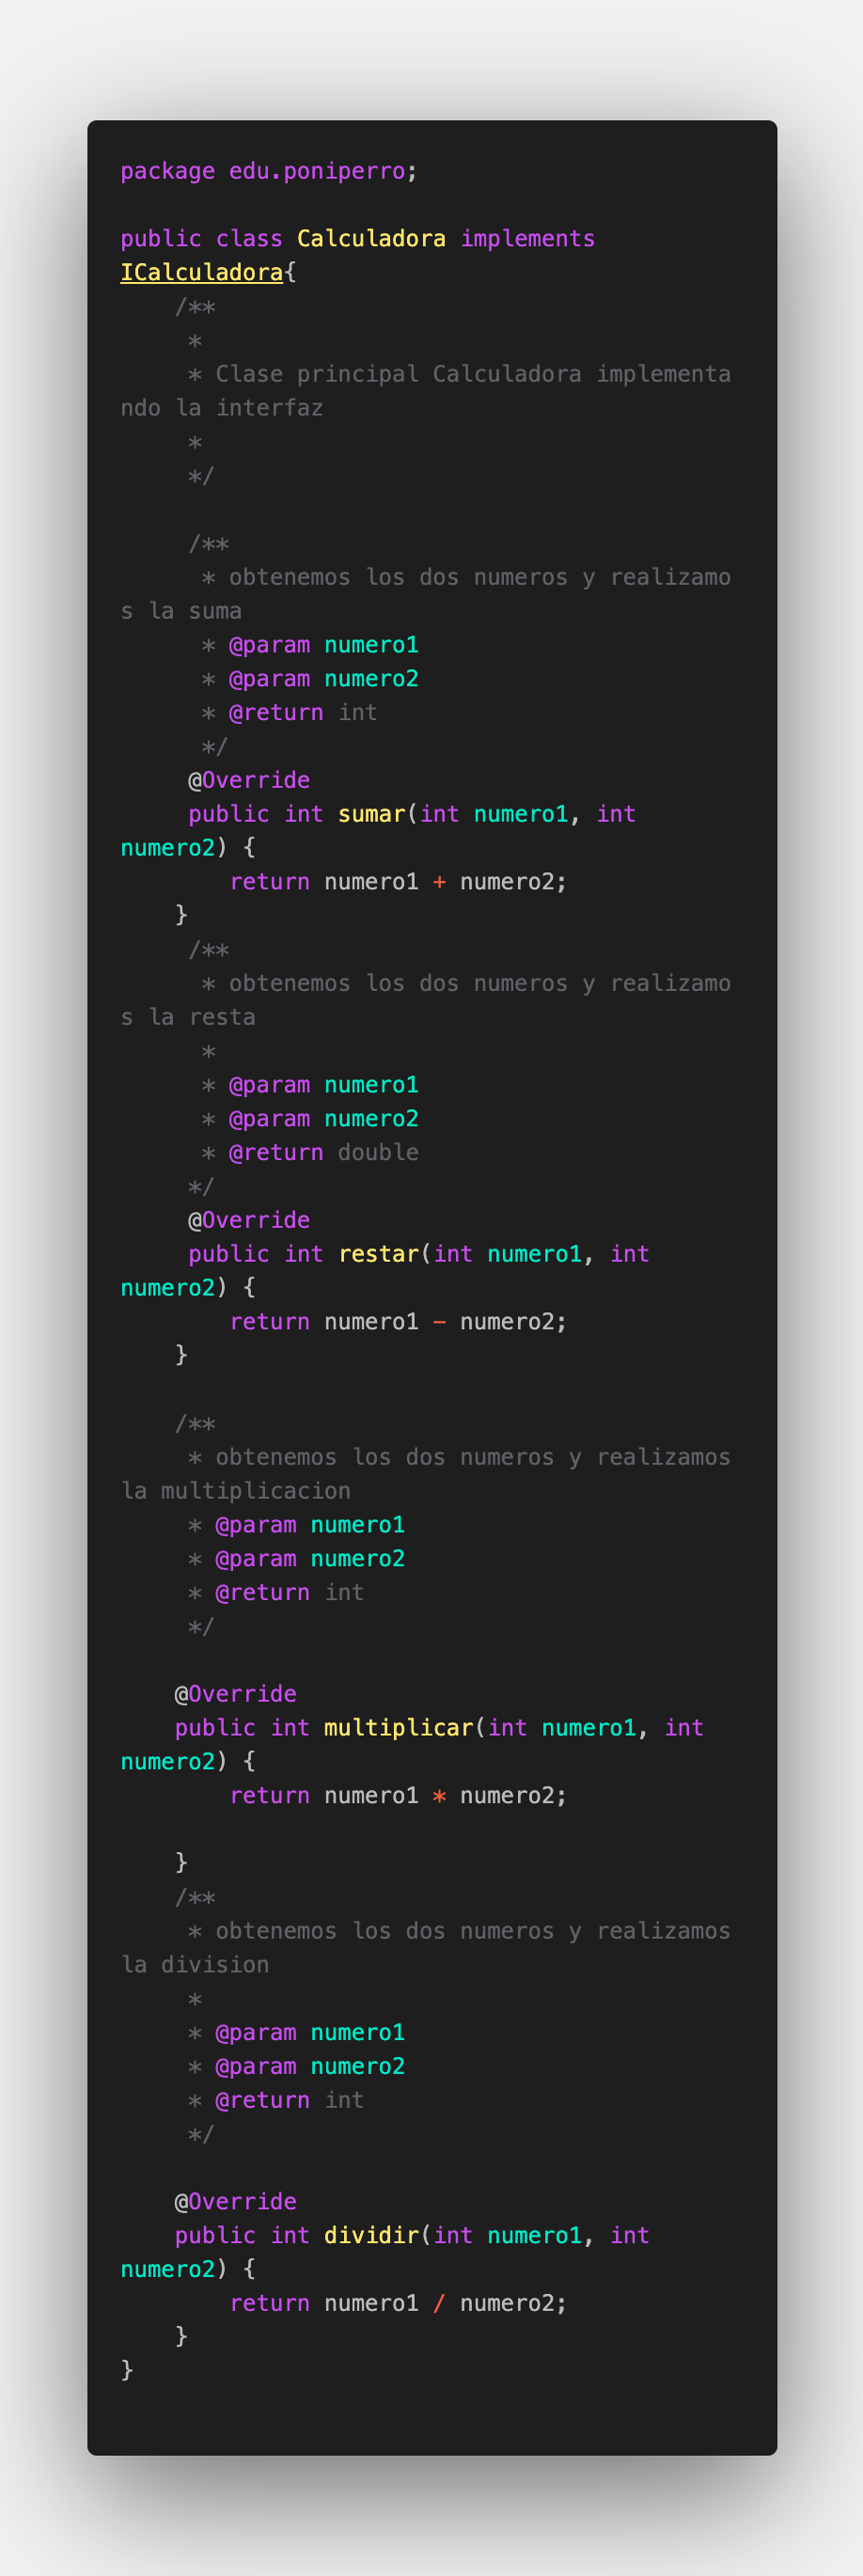 package edu.poniperro;

public class Calculadora implements
ICalculadora{
    /**
     *
     * Clase principal Calculadora implementa
ndo la interfaz
     *
     */

     /**
      * obtenemos los dos numeros y realizamo
s la suma
      * @param numero1
      * @param numero2
      * @return int
      */
     @Override
     public int sumar(int numero1, int
numero2) {
        return numero1 + numero2;
    }
     /**
      * obtenemos los dos numeros y realizamo
s la resta
      *
      * @param numero1
      * @param numero2
      * @return double
     */
     @Override
     public int restar(int numero1, int
numero2) {
        return numero1 - numero2;
    }

    /**
     * obtenemos los dos numeros y realizamos
la multiplicacion
     * @param numero1
     * @param numero2
     * @return int
     */

    @Override
    public int multiplicar(int numero1, int
numero2) {
        return numero1 * numero2;

    }
    /**
     * obtenemos los dos numeros y realizamos
la division
     *
     * @param numero1
     * @param numero2
     * @return int
     */

    @Override
    public int dividir(int numero1, int
numero2) {
        return numero1 / numero2;
    }
}